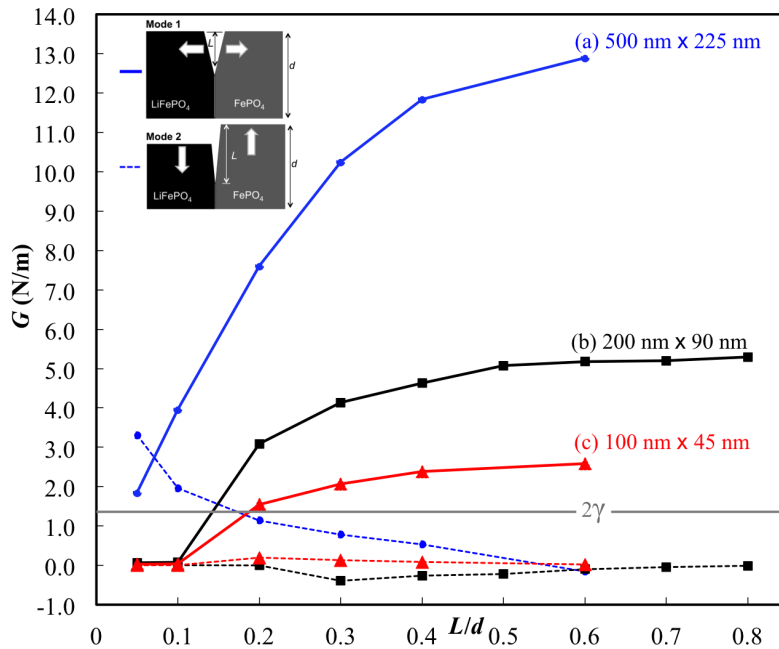 14.0
13.0
12.0
11.0
10.0
9.0
8.0
7.0
6.0
5.0
4.0
3.0
2.0
1.0
0.0
-1.0
G (N/m)
Mode 1
L
d
LiFePO4
FePO4
Mode 2
L
d
LiFePO4
FePO4
(a) 500 nm x 225 nm
(b) 200 nm x 90 nm
(c) 100 nm x 45 nm
2γ
0 0.1 0.2 0.3 0.4 0.5 0.6 0.7 0.8
L/d